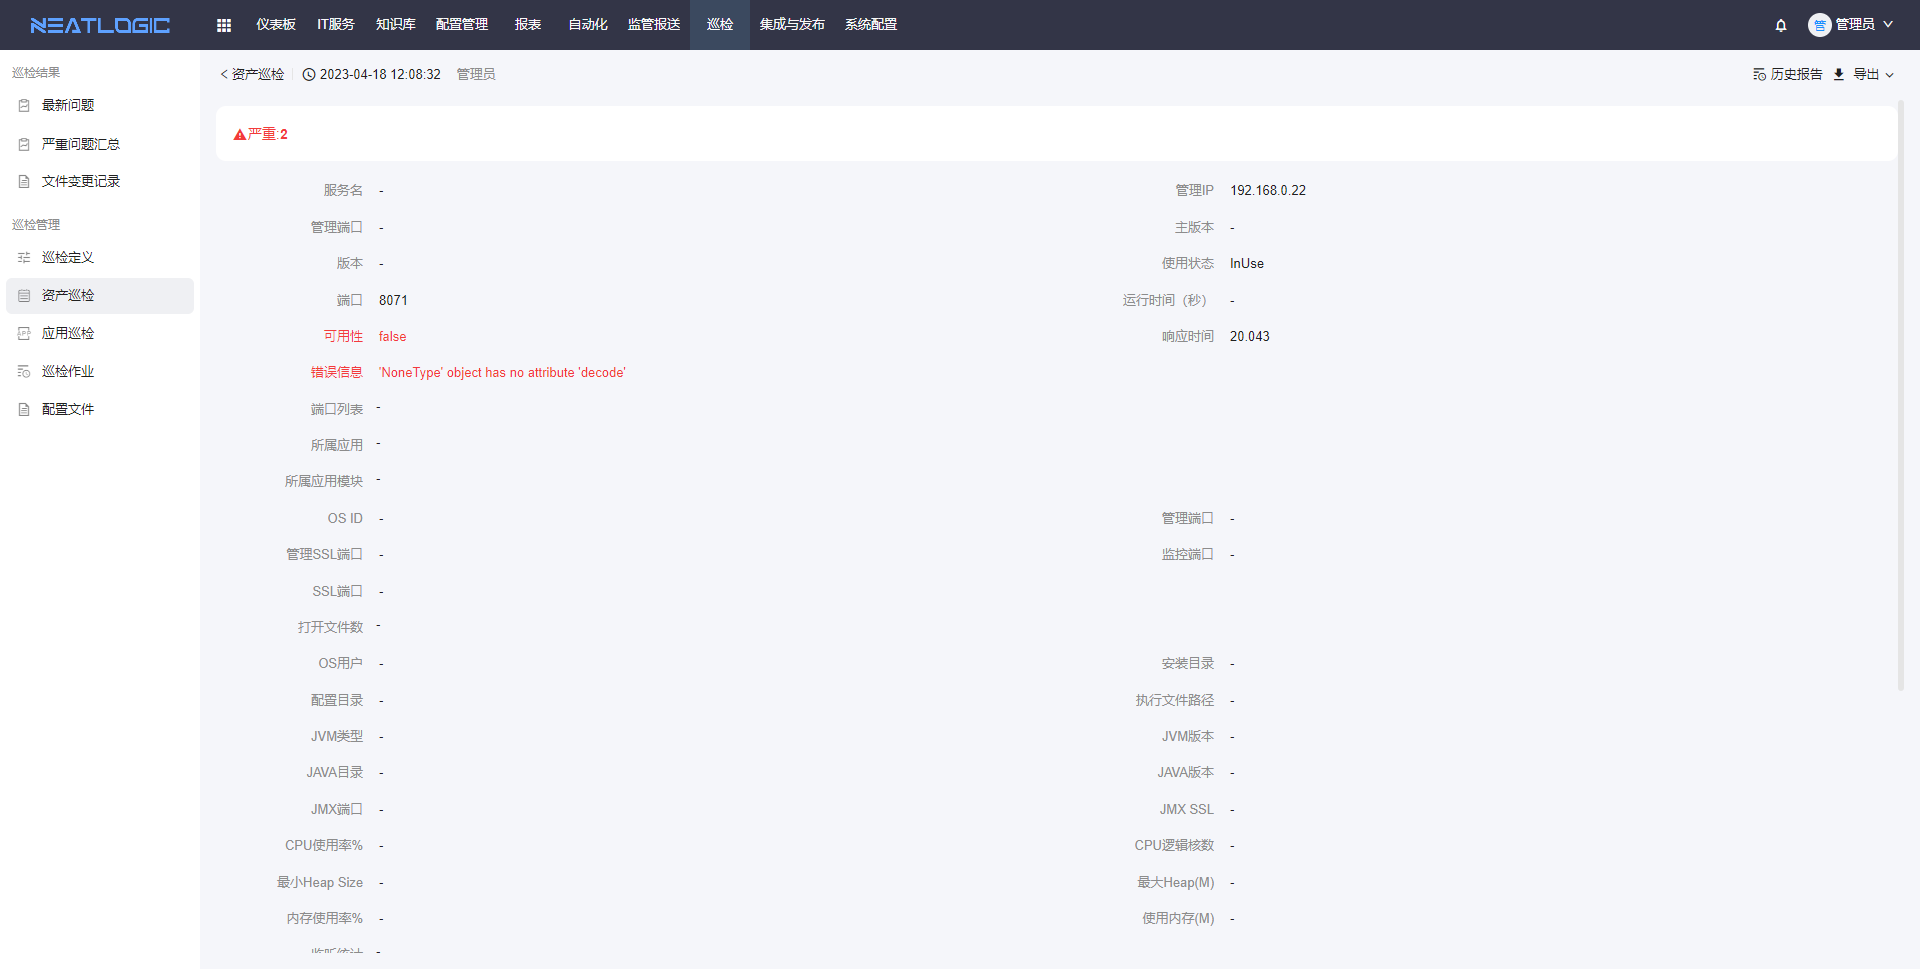 NEATLOGIC 仪表板 IT服务 知识库 配置管理 报表 自动化 监管报送 巡检 集成与发布 系统配置 管 管理员
巡检结果
最新问题
严重问题汇总
文件变更记录
巡检管理
巡检定义
资产巡检
应用巡检
巡检作业
配置文件
资产巡检 2023-04-18 12:08:32 管理员 历史报告 导出
严重:2
服务名 - 管理IP 192.168.0.22
管理端口 - 主版本 -
版本 - 使用状态 InUse
端口 8071 运行时间（秒） -
可用性 false 响应时间 20.043
错误信息 'NoneType' object has no attribute 'decode'
端口列表 -
所属应用 -
所属应用模块 -
OS ID - 管理端口 -
管理SSL端口 - 监控端口 -
SSL端口 -
打开文件数 -
OS用户 - 安装目录 -
配置目录 - 执行文件路径 -
JVM类型 - JVM版本 -
JAVA目录 - JAVA版本 -
JMX端口 - JMX SSL -
CPU使用率% - CPU逻辑核数 -
最小Heap Size - 最大Heap(M) -
内存使用率% - 使用内存(M) -
监听统计 -